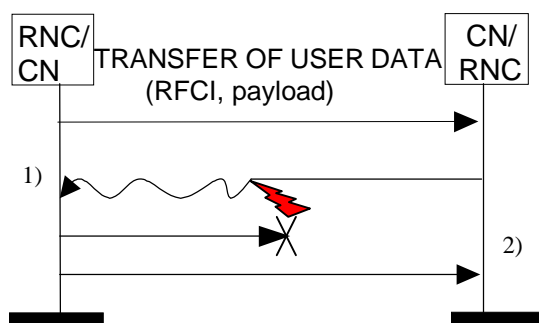 RNC/
CN
CN/
RNC
TRANSFER OF USER DATA
(RFCI, payload)
1)
2)